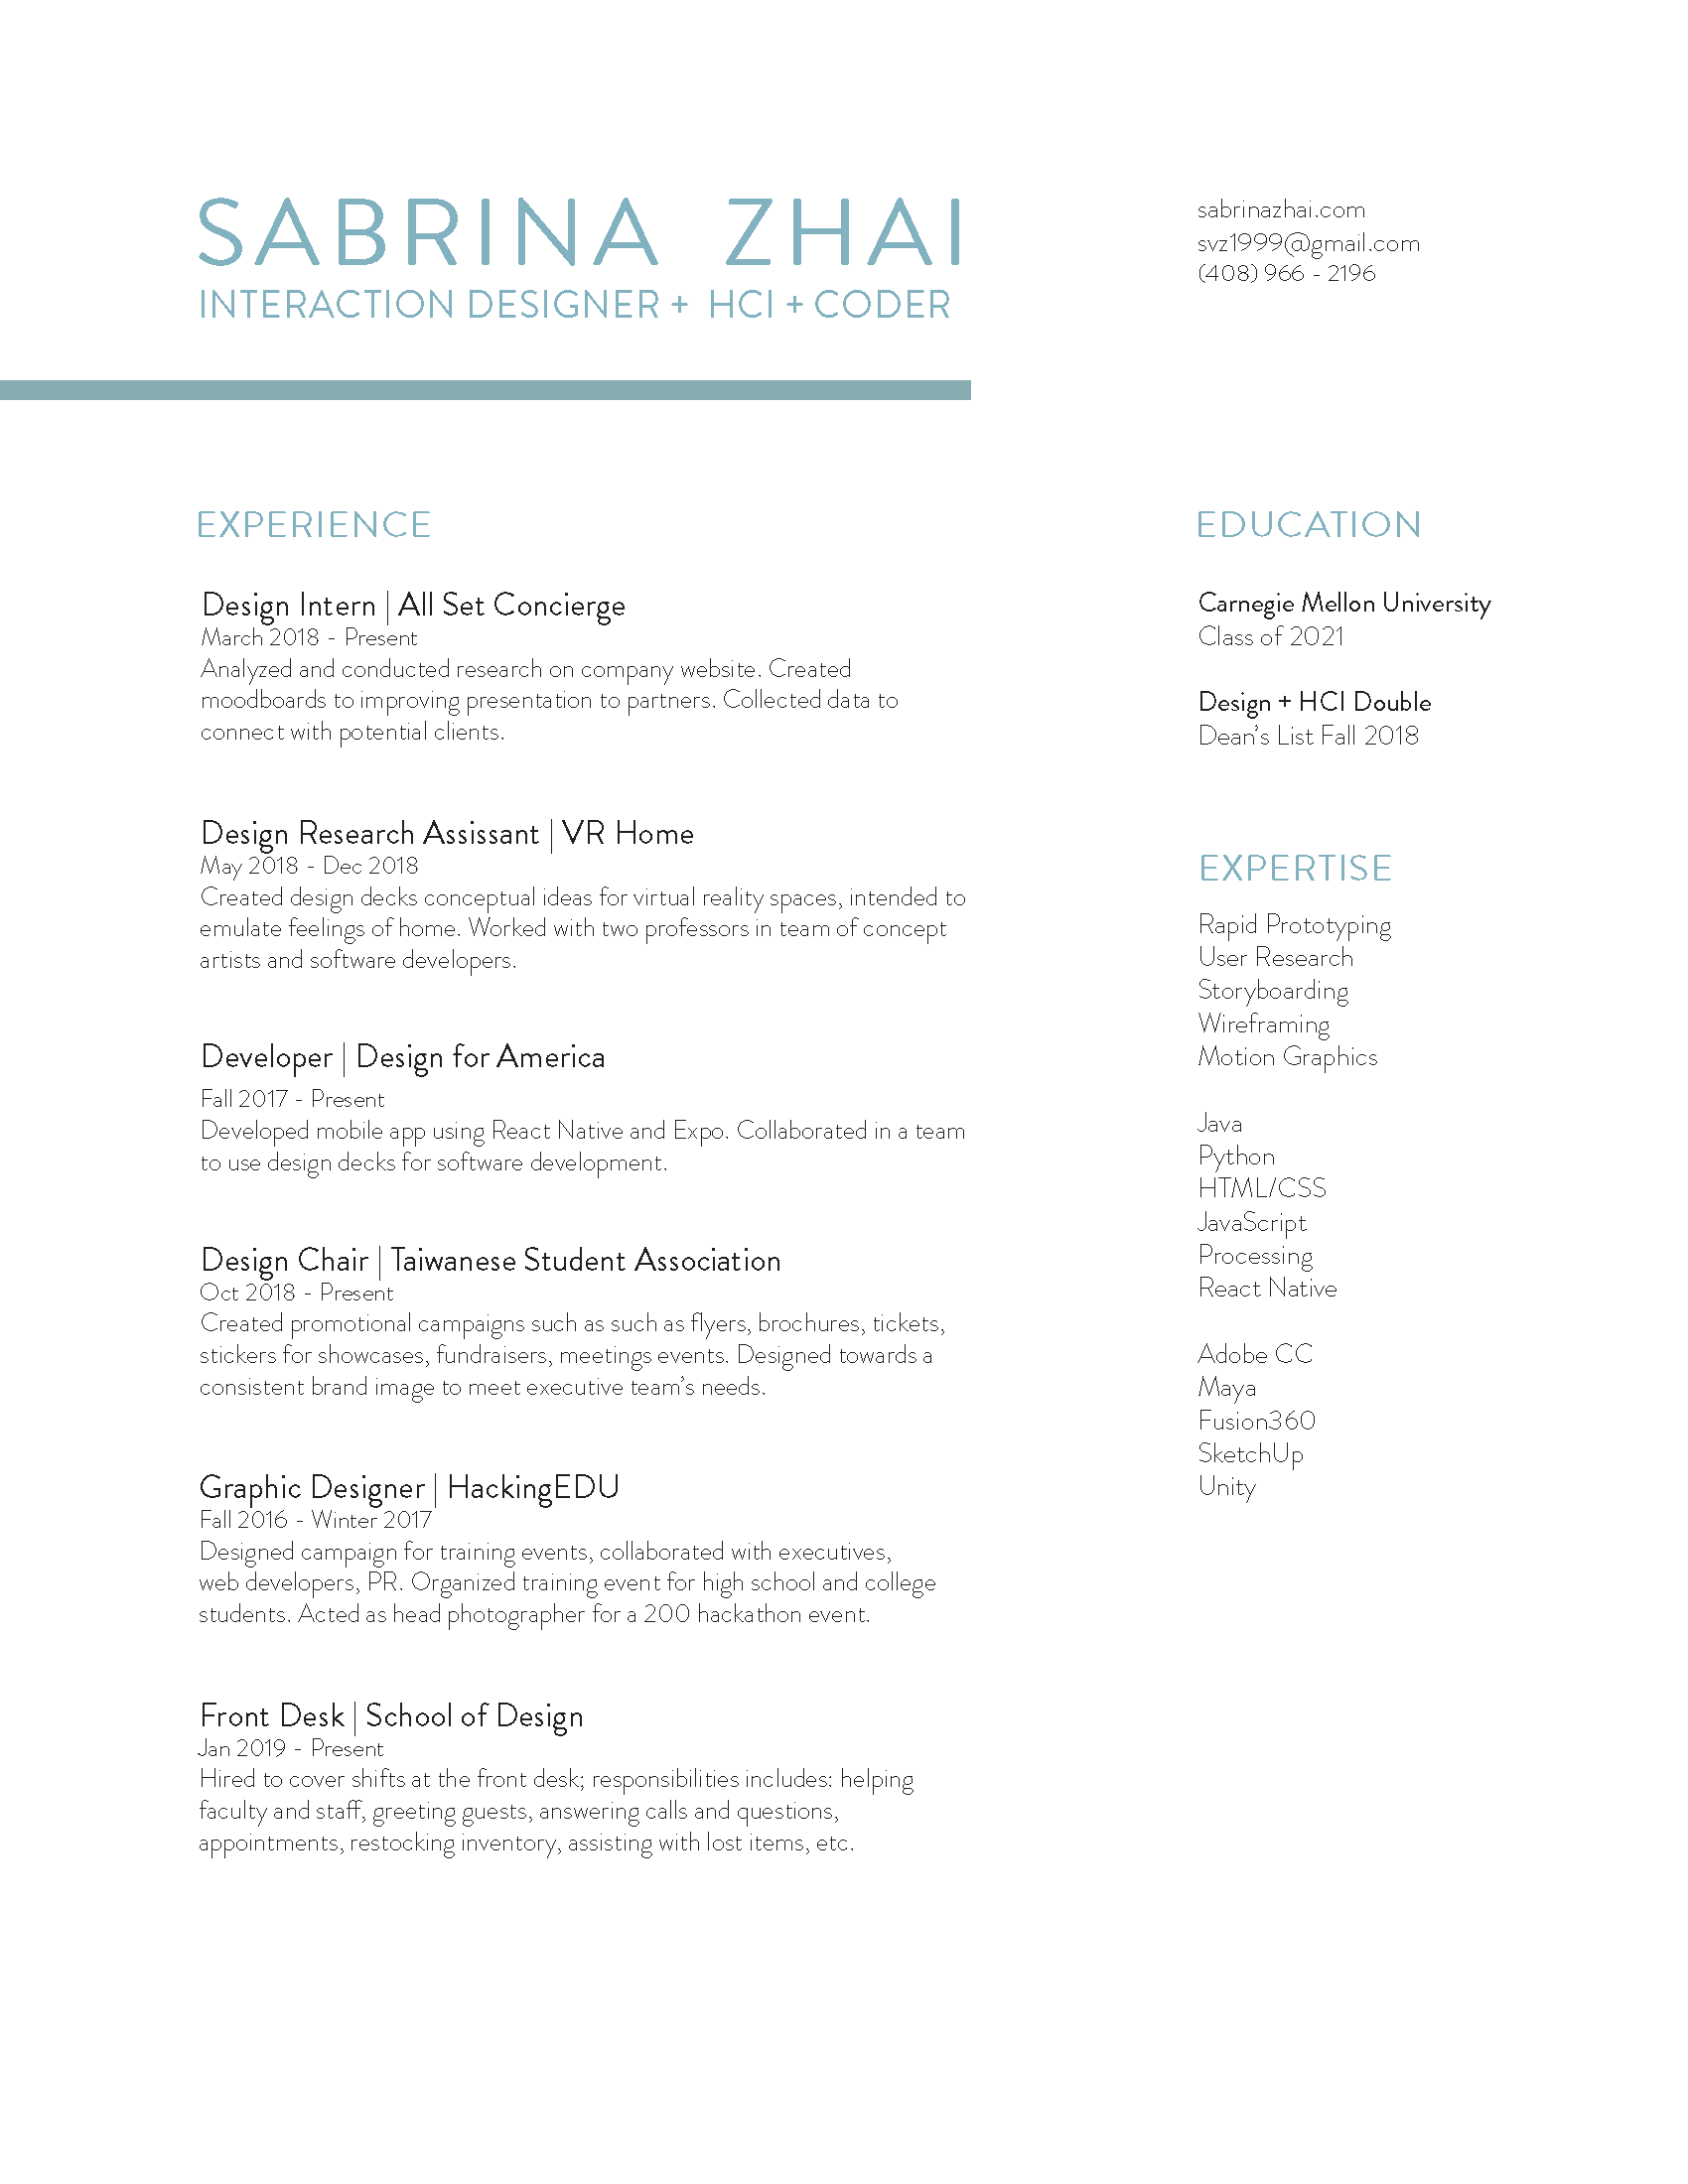 SABRINA ZHAI
INTERACTION DESIGNER + HCI + CODER
sabrinazhai.com
svz1999@gmail.com
(408) 966 - 2196
EXPERIENCE
Design Intern | All Set Concierge
March 2018 - Present
Analyzed and conducted research on company website. Created
moodboards to improving presentation to partners. Collected data to
connect with potential clients.
Design Research Assissant | VR Home
May 2018 - Dec 2018
Created design decks conceptual ideas for virtual reality spaces, intended to
emulate feelings of home. Worked with two professors in team of concept
artists and software developers.
Developer | Design for America
Fall 2017 - Present
Developed mobile app using React Native and Expo. Collaborated in a team
to use design decks for software development.
Design Chair | Taiwanese Student Association
Oct 2018 - Present
Created promotional campaigns such as such as flyers, brochures, tickets,
stickers for showcases, fundraisers, meetings events. Designed towards a
consistent brand image to meet executive team's needs.
Graphic Designer | HackingEDU
Fall 2016 - Winter 2017
Designed campaign for training events, collaborated with executives,
web developers, PR. Organized training event for high school and college
students. Acted as head photographer for a 200 hackathon event.
Front Desk | School of Design
Jan 2019 - Present
Hired to cover shifts at the front desk; responsibilities includes: helping
faculty and staff, greeting guests, answering calls and questions,
appointments, restocking inventory, assisting with lost items, etc.
EDUCATION
Carnegie Mellon University
Class of 2021
Design + HCI Double
Dean's List Fall 2018
EXPERTISE
Rapid Prototyping
User Research
Storyboarding
Wireframing
Motion Graphics
Java
Python
HTML/CSS
JavaScript
Processing
React Native
Adobe CC
Maya
Fusion360
SketchUp
Unity